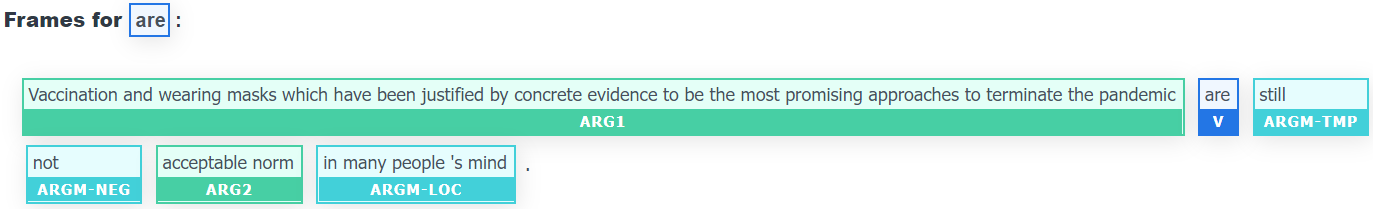 Frames for are :
Vaccination and wearing masks which have been justified by concrete evidence to be the most promising approaches to terminate the pandemic are still
ARG1 V ARGM-TMP
not acceptable norm in many people 's mind .
ARGM-NEG ARG2 ARGM-LOC